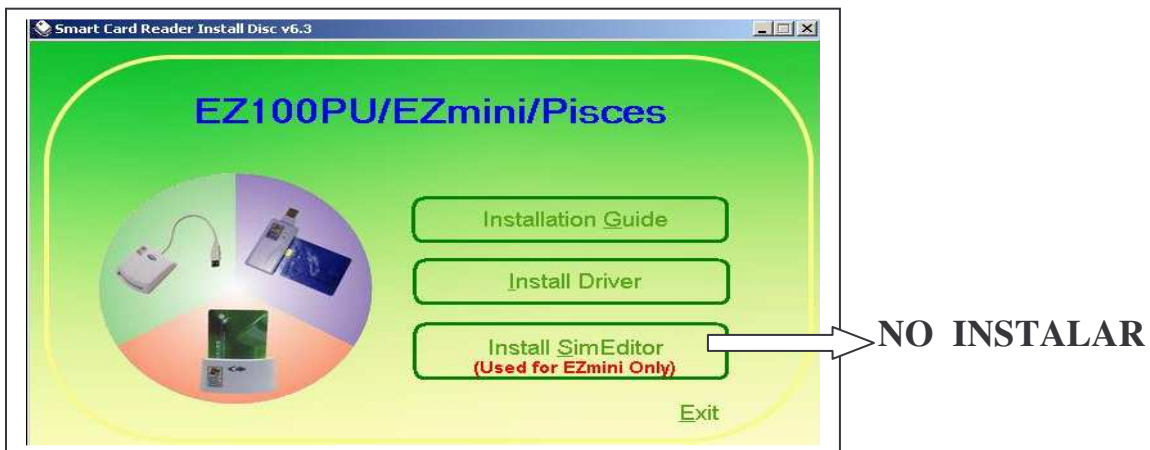 Smart Card Reader Install Disc v6.3
EZ100PU/EZmini/Pisces
Installation Guide
Install Driver
Install SimEditor
(Used for EZmini Only)
NO INSTALAR
Exit